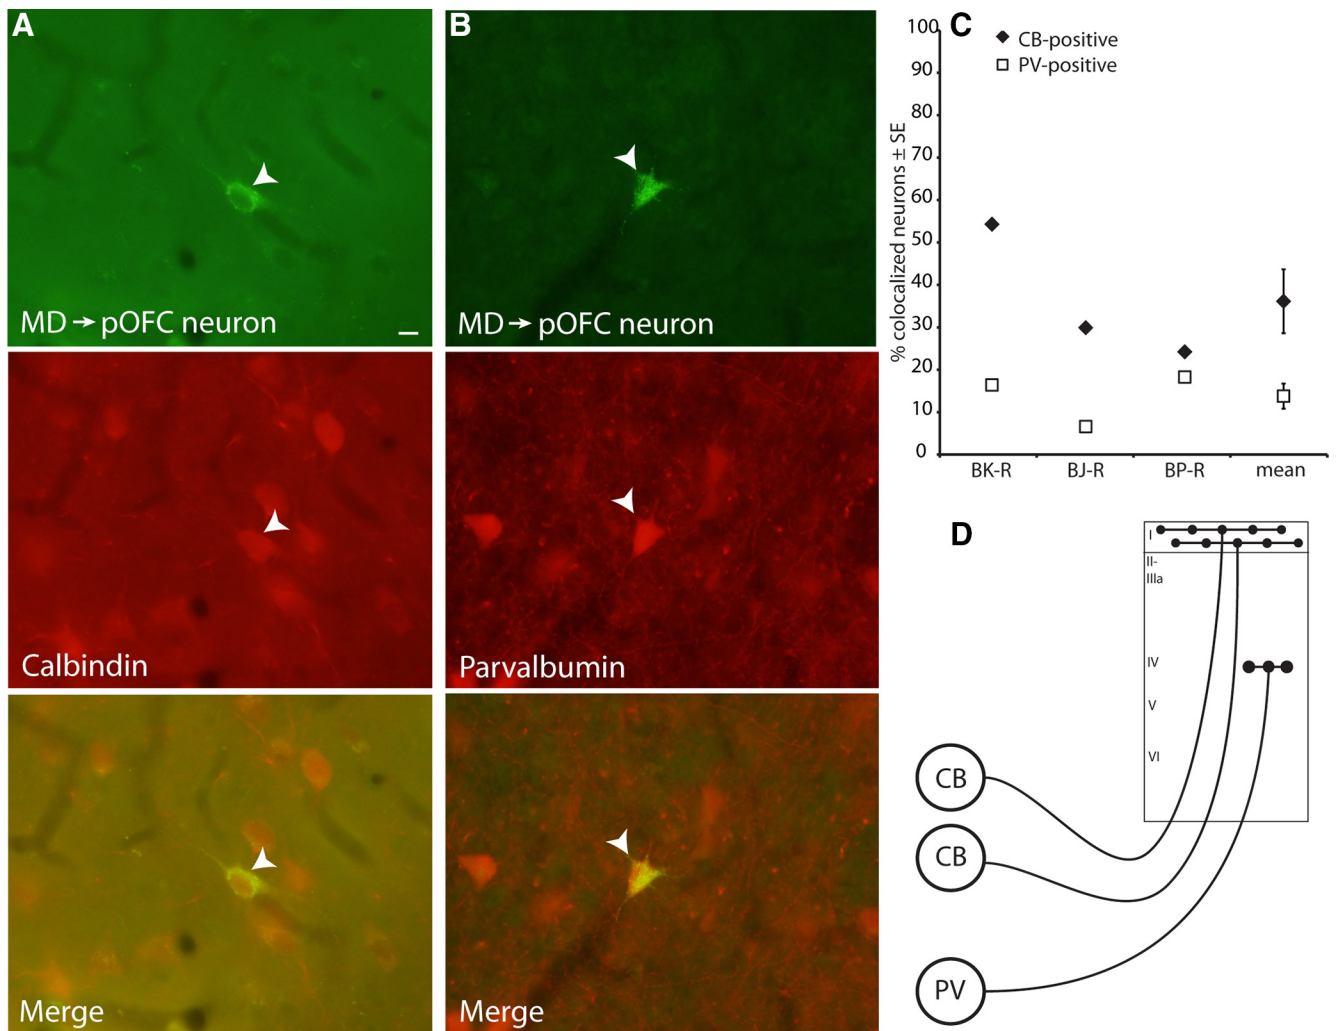 A
MD → pOFC neuron
Calbindin
Merge
B
MD → pOFC neuron
Parvalbumin
Merge
C
CB-positive
PV-positive
% colocalized neurons ± SE
100
90
80
70
60
50
40
30
20
10
0
BK-R
BJ-R
BP-R
mean
D
I
II-
IIIa
IV
V
VI
CB
CB
PV